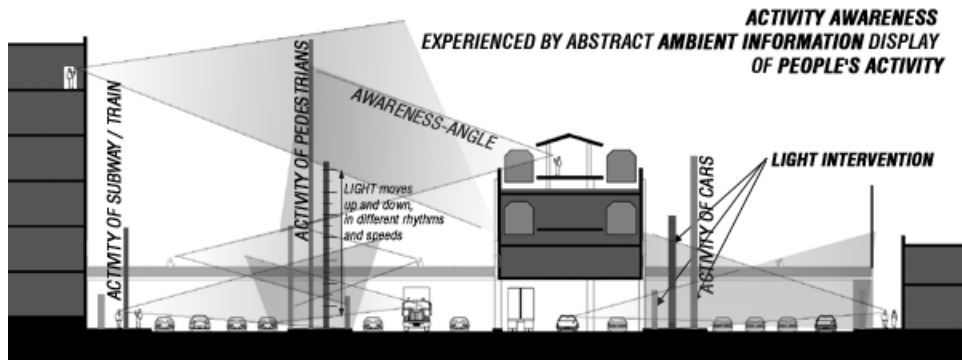 ACTIVITY AWARENESS
EXPERIENCED BY ABSTRACT AMBIENT INFORMATION DISPLAY
OF PEOPLE'S ACTIVITY
ACTIVITY OF SUBWAY / TRAIN
ACTIVITY OF PEDESTRIANS
AWARENESS-ANGLE
LIGHT moves
up and down,
in different rhythms
and speeds
ACTIVITY OF CARS
LIGHT INTERVENTION